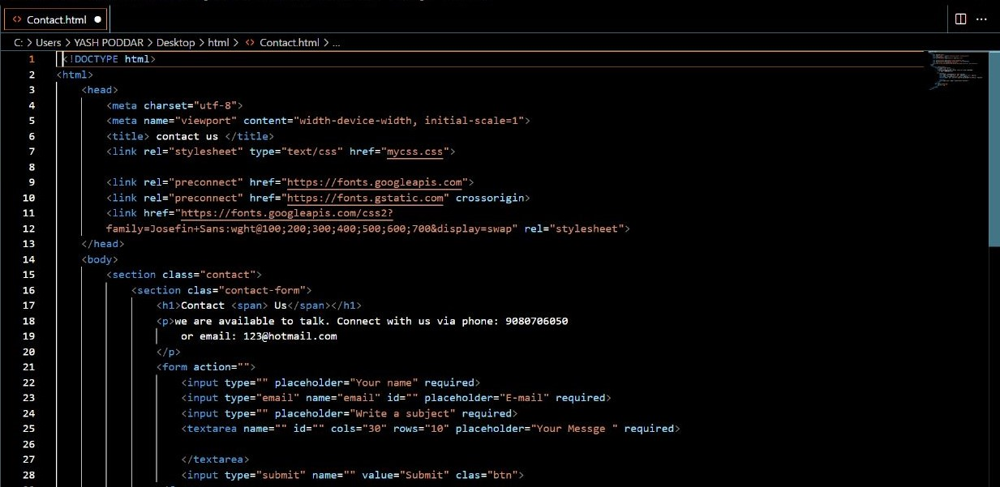 Contact.html
C: > Users > YASH PODDAR > Desktop > html > <> Contact.html > ...
1 <!DOCTYPE html>
2 <html>
3 <head>
4 <meta charset="utf-8">
5 <meta name="viewport" content="width-device-width, initial-scale=1">
6 <title> contact us </title>
7 <link rel="stylesheet" type="text/css" href="mycss.css">
8
9 <link rel="preconnect" href="https://fonts.googleapis.com">
10 <link rel="preconnect" href="https://fonts.gstatic.com" crossorigin>
11 <link href="https://fonts.googleapis.com/css2?
12 family=Josefin+Sans:wght@100;200;300;400;500;600;700&display=swap" rel="stylesheet">
13 </head>
14 <body>
15 <section class="contact">
16 <section clas="contact-form">
17 <h1>Contact <span> Us</span></h1>
18 <p>we are available to talk. Connect with us via phone: 9080706050
19 or email: 123@hotmail.com
20 </p>
21 <form action="">
22 <input type="" placeholder="Your name" required>
23 <input type="email" name="email" id="" placeholder="E-mail" required>
24 <input type="" placeholder="Write a subject" required>
25 <textarea name="" id="" cols="30" rows="10" placeholder="Your Messge " required>
26
27 </textarea>
28 <input type="submit" name="" value="Submit" class="btn">